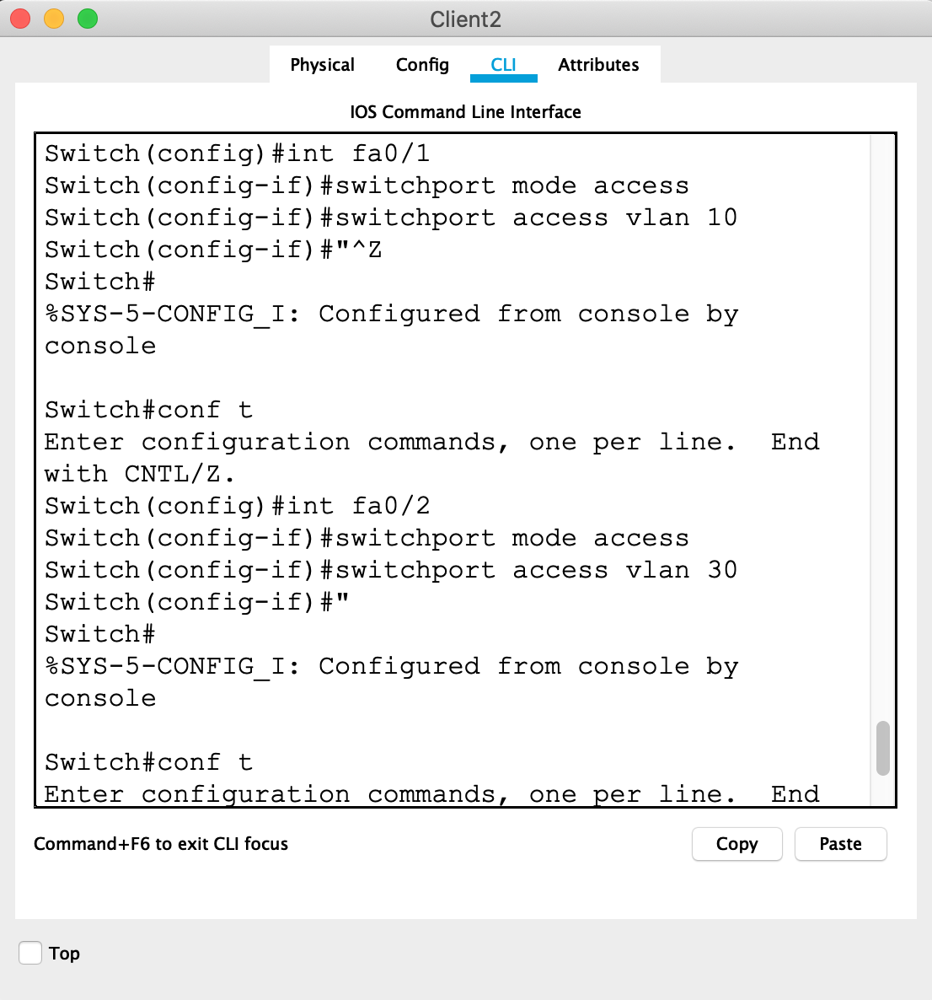 Client2
Physical Config CLI Attributes
IOS Command Line Interface
Switch(config)#int fa0/1
Switch(config-if)#switchport mode access
Switch(config-if)#switchport access vlan 10
Switch(config-if)#"^Z
Switch#
%SYS-5-CONFIG_I: Configured from console by
console
Switch#conf t
Enter configuration commands, one per line.  End
with CNTL/Z.
Switch(config)#int fa0/2
Switch(config-if)#switchport mode access
Switch(config-if)#switchport access vlan 30
Switch(config-if)#"
Switch#
%SYS-5-CONFIG_I: Configured from console by
console
Switch#conf t
Enter configuration commands, one per line.  End
Command+F6 to exit CLI focus
Copy Paste
Top